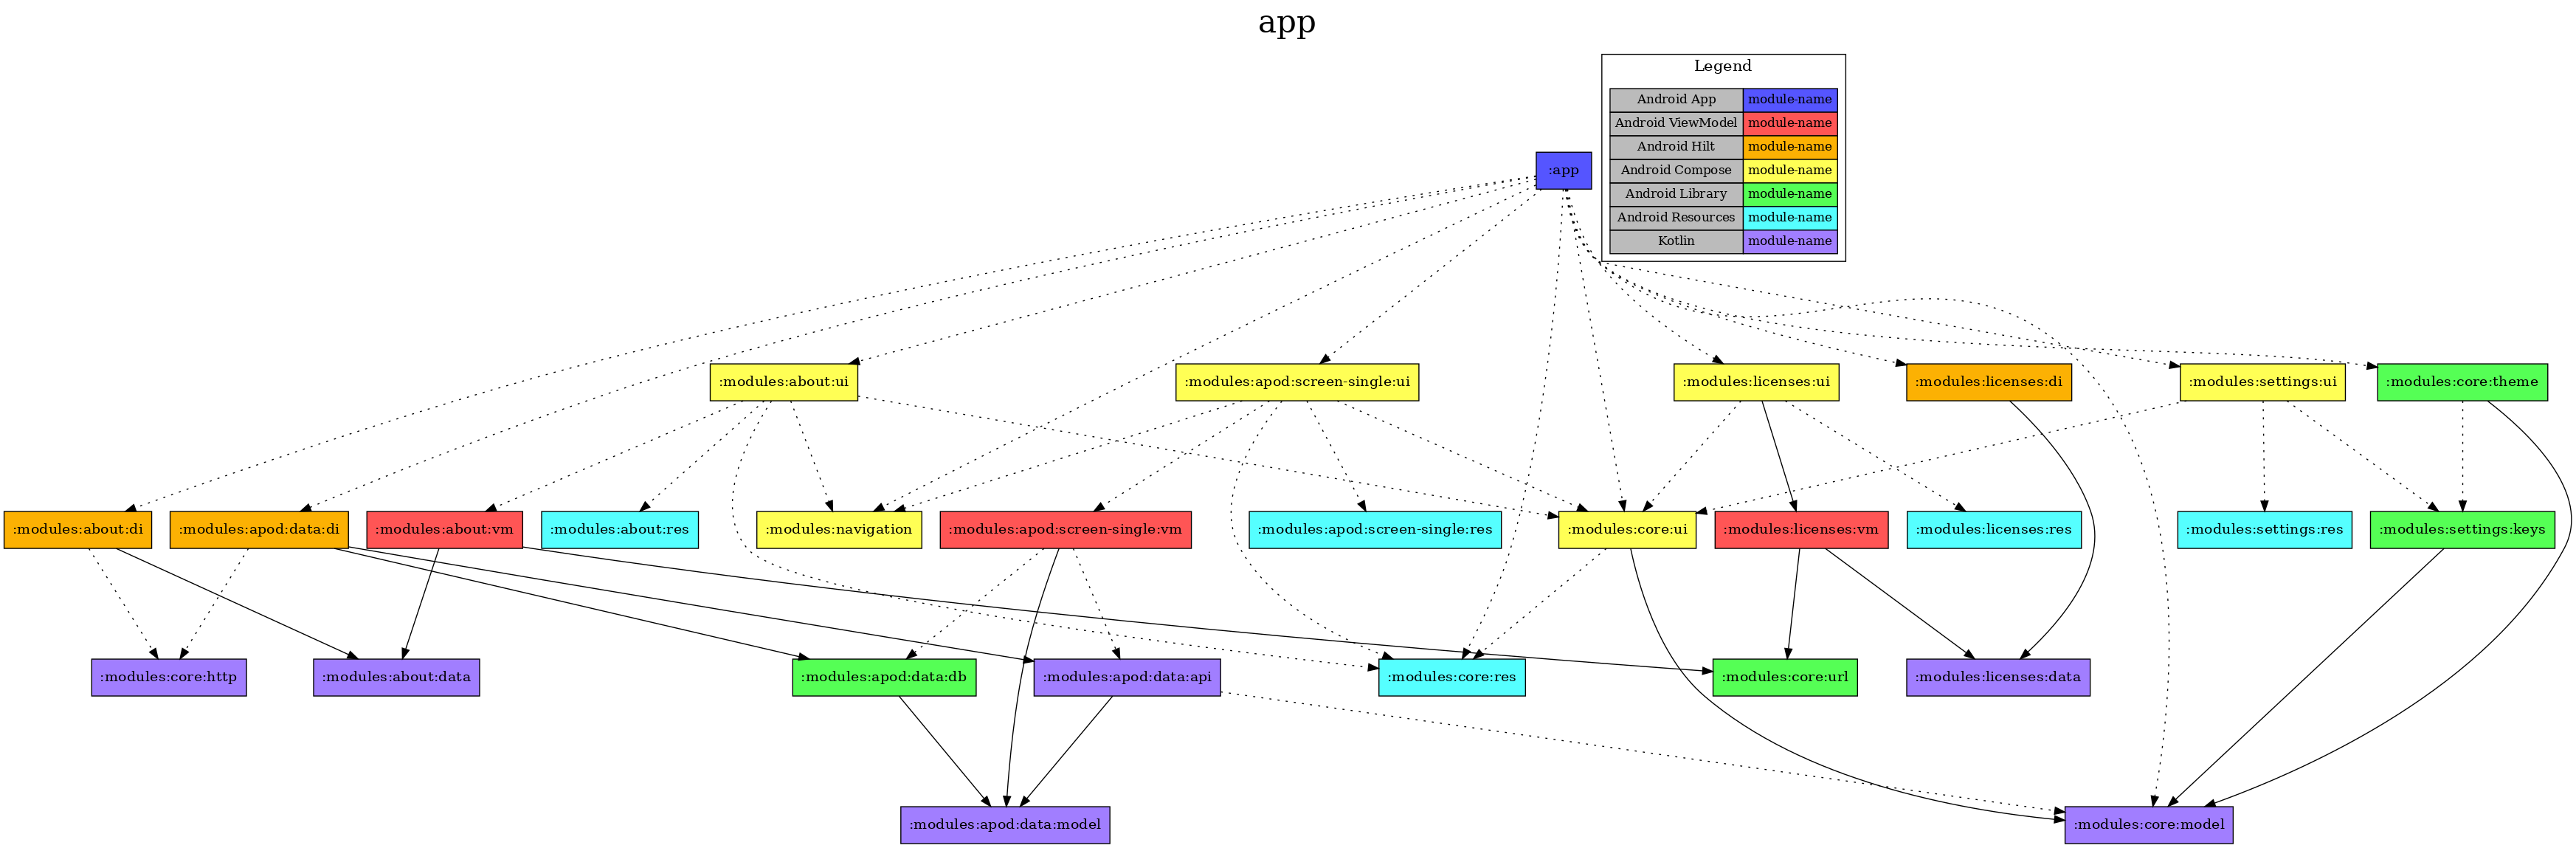 app
Legend
Android App module-name
Android ViewModel module-name
Android Hilt module-name
Android Compose module-name
Android Library module-name
Android Resources module-name
Kotlin module-name
:app
:modules:about:ui
:modules:apod:screen-single:ui
:modules:licenses:ui
:modules:licenses:di
:modules:settings:ui
:modules:core:theme
:modules:about:di
:modules:apod:data:di
:modules:about:vm
:modules:about:res
:modules:navigation
:modules:apod:screen-single:vm
:modules:apod:screen-single:res
:modules:core:ui
:modules:licenses:vm
:modules:licenses:res
:modules:settings:res
:modules:settings:keys
:modules:core:http
:modules:about:data
:modules:apod:data:db
:modules:apod:data:api
:modules:core:res
:modules:core:url
:modules:licenses:data
:modules:apod:data:model
:modules:core:model